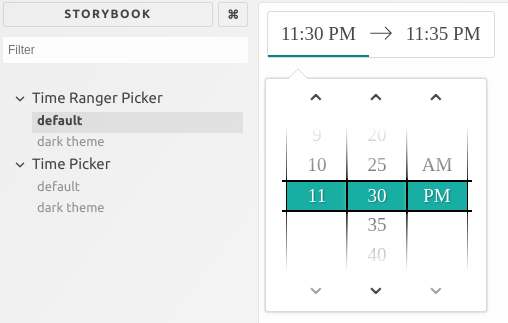 STORYBOOK ⌘
Filter
Time Ranger Picker
default
dark theme
Time Picker
default
dark theme
11:30 PM → 11:35 PM
9 20
10 25 AM
11 30 PM
35
40